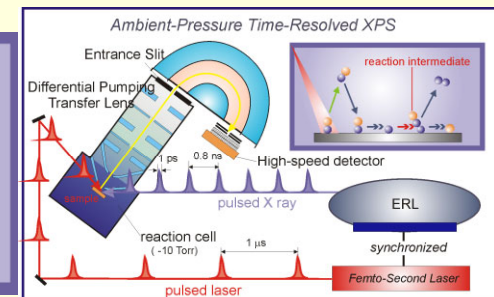 Ambient-Pressure Time-Resolved XPS
Entrance Slit
Differential Pumping
Transfer Lens
reaction intermediate
High-speed detector
1 ps
0.8 na
sample
pulsed X ray
ERL
reaction cell
(~10 Torr)
synchronized
1 μs
pulsed laser
Femto-Second Laser